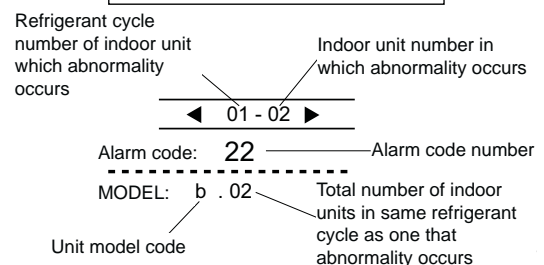 Refrigerant cycle
number of indoor unit
which abnormality
occurs
Indoor unit number in
which abnormality occurs
◀ 01 - 02 ▶
Alarm code: 22
Alarm code number
MODEL: b . 02
Total number of indoor
units in same refrigerant
cycle as one that
abnormality occurs
Unit model code